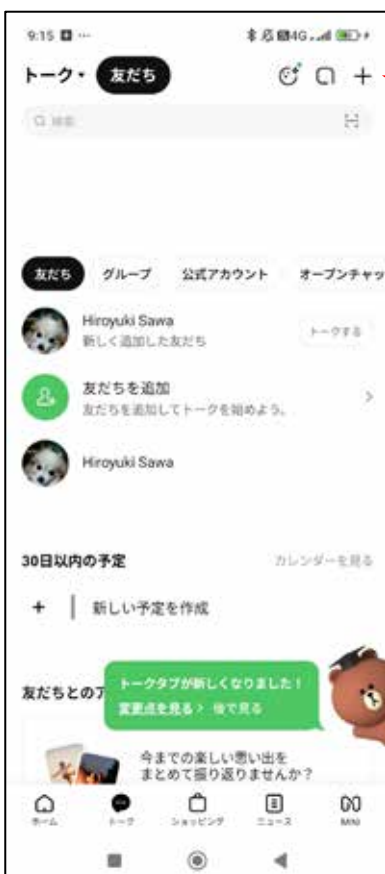 9:15
4G
トーク 友だち
検索
友だち グループ 公式アカウント オープンチャッ
Hiroyuki Sawa
新しく追加した友だち
トークする
友だちを追加
友だちを追加してトークを始めよう。
Hiroyuki Sawa
30日以内の予定 カレンダーを見る
+ 新しい予定を作成
友だちとのア
トークタブが新しくなりました!
変更点を見る> 後で見る
今までの楽しい思い出を
まとめて振り返りませんか?
ホーム トーク ショッピング ニュース MINI